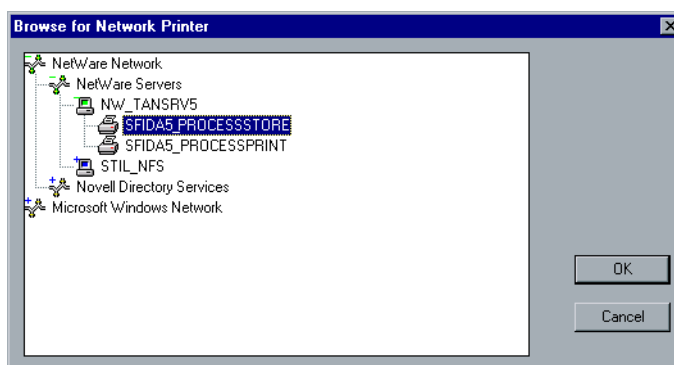 Browse for Network Printer
NetWare Network
NetWare Servers
NW_TANSRV5
SFIDA5_PROCESSSTORE
SFIDA5_PROCESSPRINT
STIL_NFS
Novell Directory Services
Microsoft Windows Network
OK
Cancel